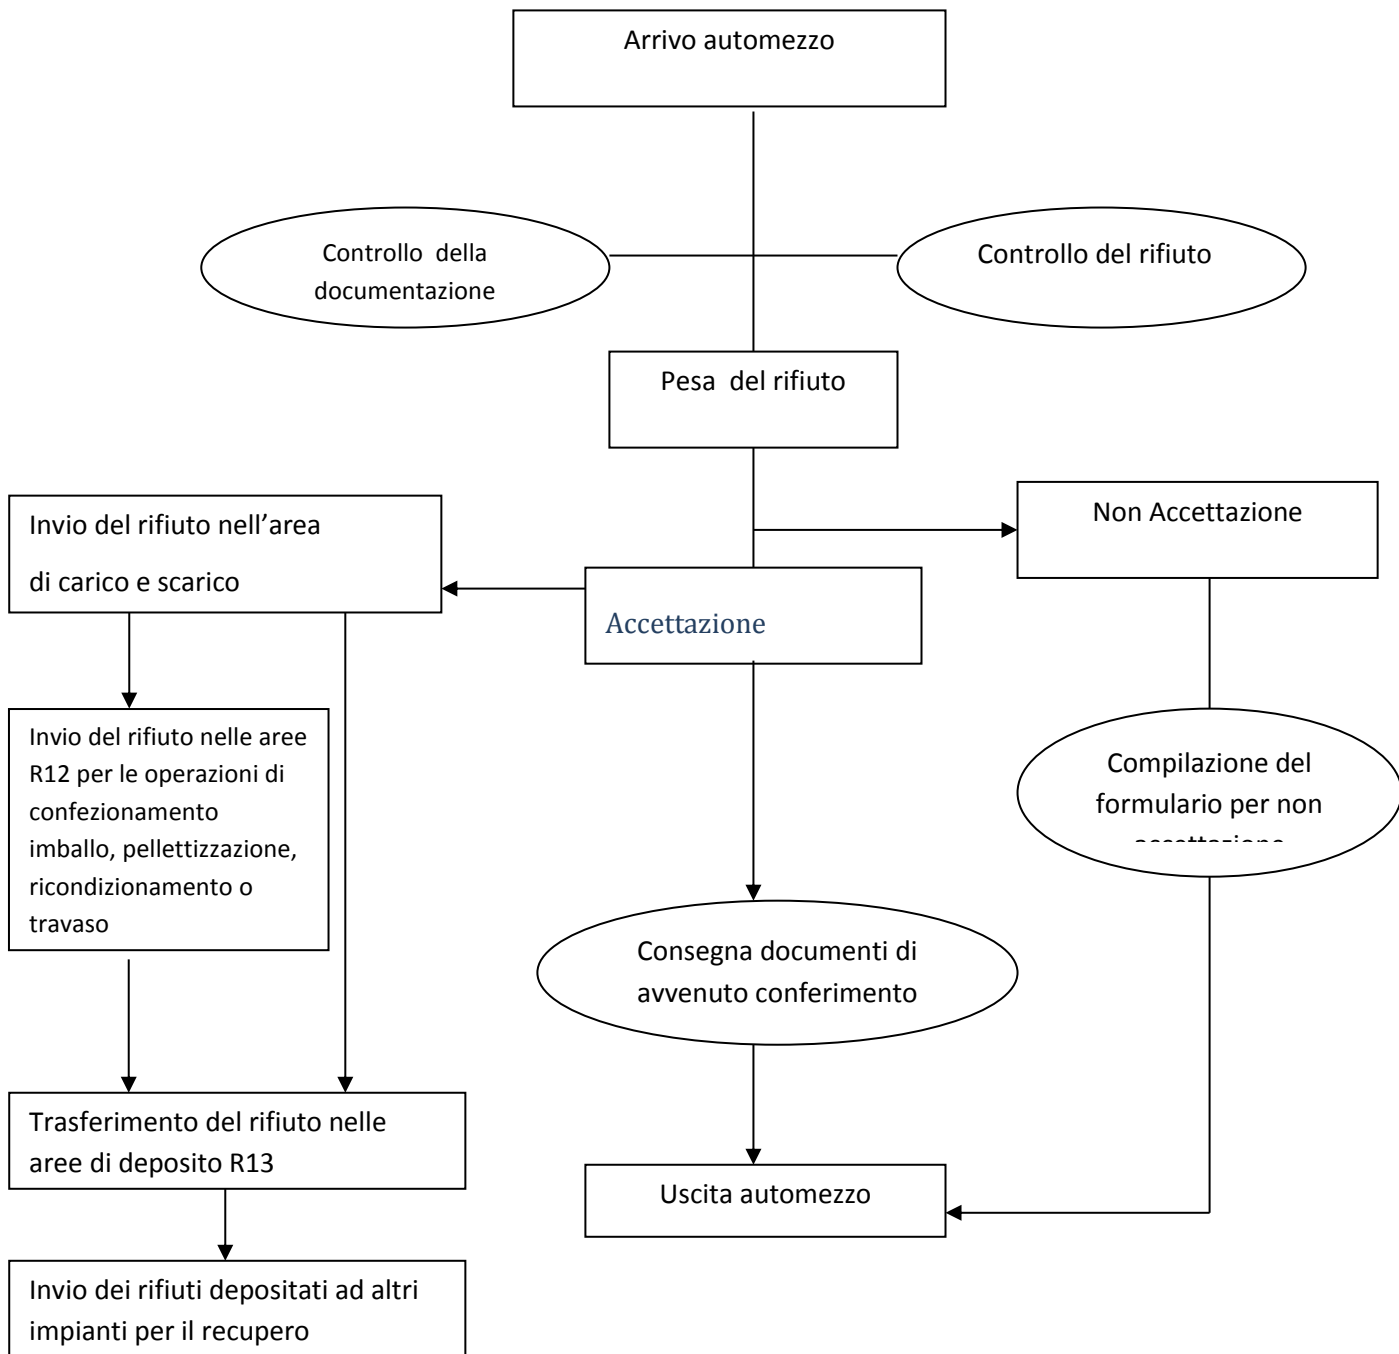 Arrivo automezzo
Controllo della
documentazione
Controllo del rifiuto
Pesa del rifiuto
Invio del rifiuto nell’area
di carico e scarico
Non Accettazione
Accettazione
Invio del rifiuto nelle aree
R12 per le operazioni di
confezionamento
imballo, pellettizzazione,
ricondizionamento o
travaso
Compilazione del
formulario per non
accettazione
Consegna documenti di
avvenuto conferimento
Trasferimento del rifiuto nelle
aree di deposito R13
Uscita automezzo
Invio dei rifiuti depositati ad altri
impianti per il recupero